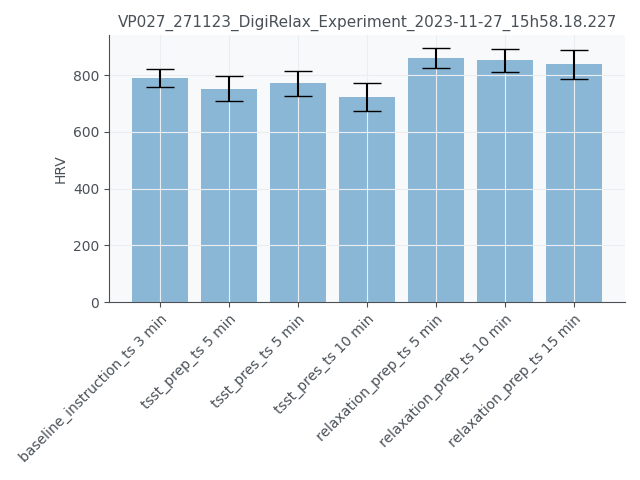 VP027_271123_DigiRelax_Experiment_2023-11-27_15h58.18.227
HRV
800
600
400
200
0
baseline_instruction_ts 3 min
tsst_prep_ts 5 min
tsst_pres_ts 5 min
tsst_pres_ts 10 min
relaxation_prep_ts 5 min
relaxation_prep_ts 10 min
relaxation_prep_ts 15 min